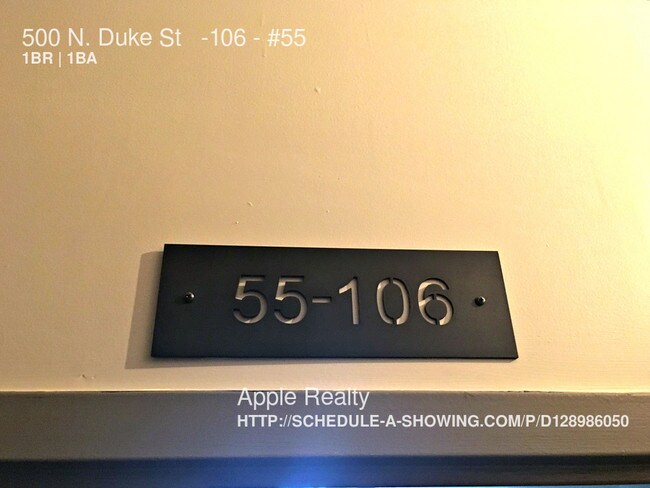 500 N. Duke St -106 - #55
1BR | 1BA
55-106
Apple Realty
HTTP://SCHEDULE-A-SHOWING.COM/P/D128986050